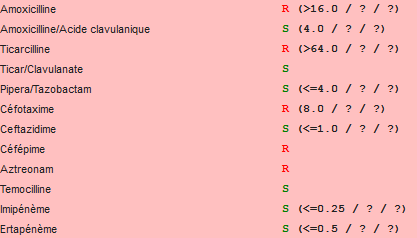 Amoxicilline R (>16.0 / ? / ?)
Amoxicilline/Acide clavulanique S (4.0 / ? / ?)
Ticarcilline R (>64.0 / ? / ?)
Ticar/Clavulanate S
Pipera/Tazobactam S (<=4.0 / ? / ?)
Céfotaxime R (8.0 / ? / ?)
Ceftazidime S (<=1.0 / ? / ?)
Céfépime R
Aztreonam R
Temocilline S
Imipénème S (<=0.25 / ? / ?)
Ertapénème S (<=0.5 / ? / ?)